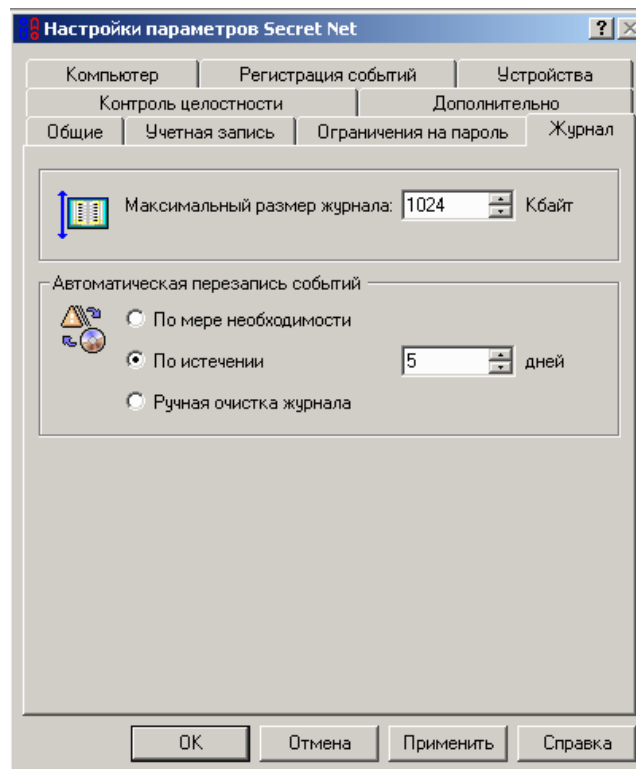 Настройки параметров Secret Net
Компьютер Регистрация событий Устройства
Контроль целостности Дополнительно
Общие Учетная запись Ограничения на пароль Журнал
Максимальный размер журнала: 1024 Кбайт
Автоматическая перезапись событий
По мере необходимости
По истечении 5 дней
Ручная очистка журнала
OK Отмена Применить Справка